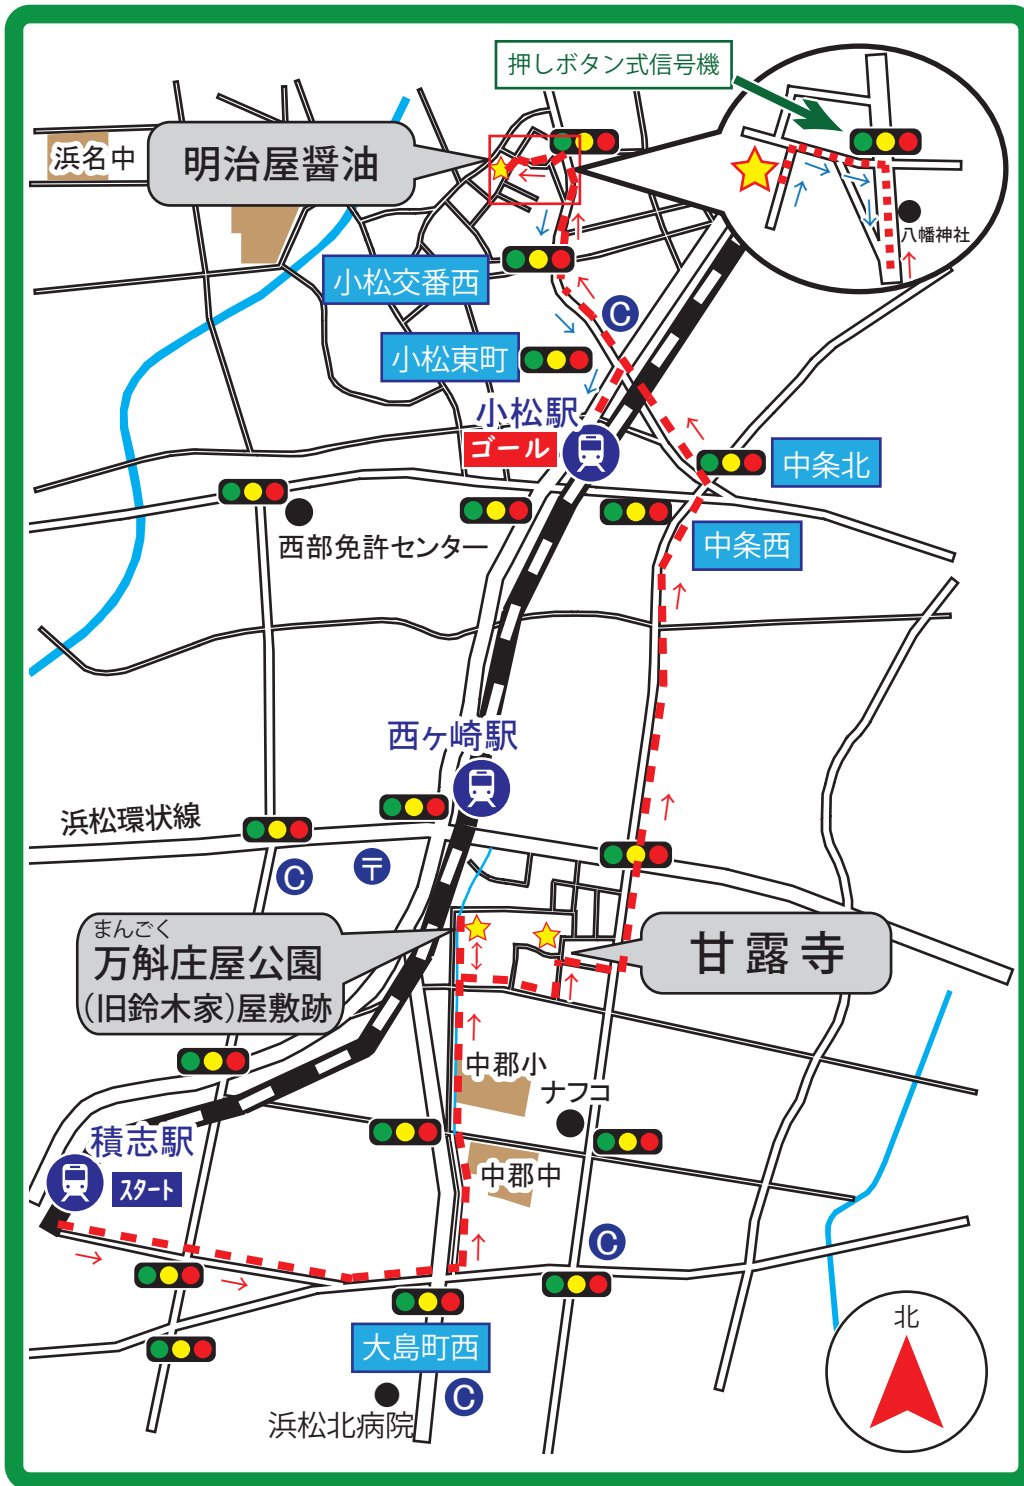 押しボタン式信号機
浜名中
明治屋醤油
八幡神社
小松交番西
C
小松東町
小松駅
ゴール
中条北
中条西
西部免許センター
西ヶ崎駅
浜松環状線
C
〒
まんごく
万斛庄屋公園
(旧鈴木家)屋敷跡
甘露寺
中郡小
ナフコ
積志駅
スタート
中郡中
C
大島町西
C
浜松北病院
北